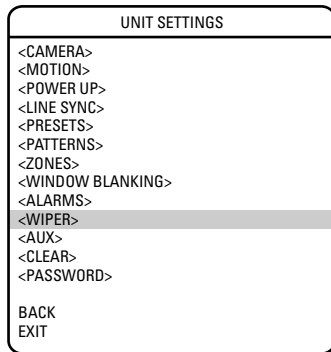 UNIT SETTINGS
<CAMERA>
<MOTION>
<POWER UP>
<LINE SYNC>
<PRESETS>
<PATTERNS>
<ZONES>
<WINDOW BLANKING>
<ALARMS>
<WIPER>
<AUX>
<CLEAR>
<PASSWORD>
BACK
EXIT